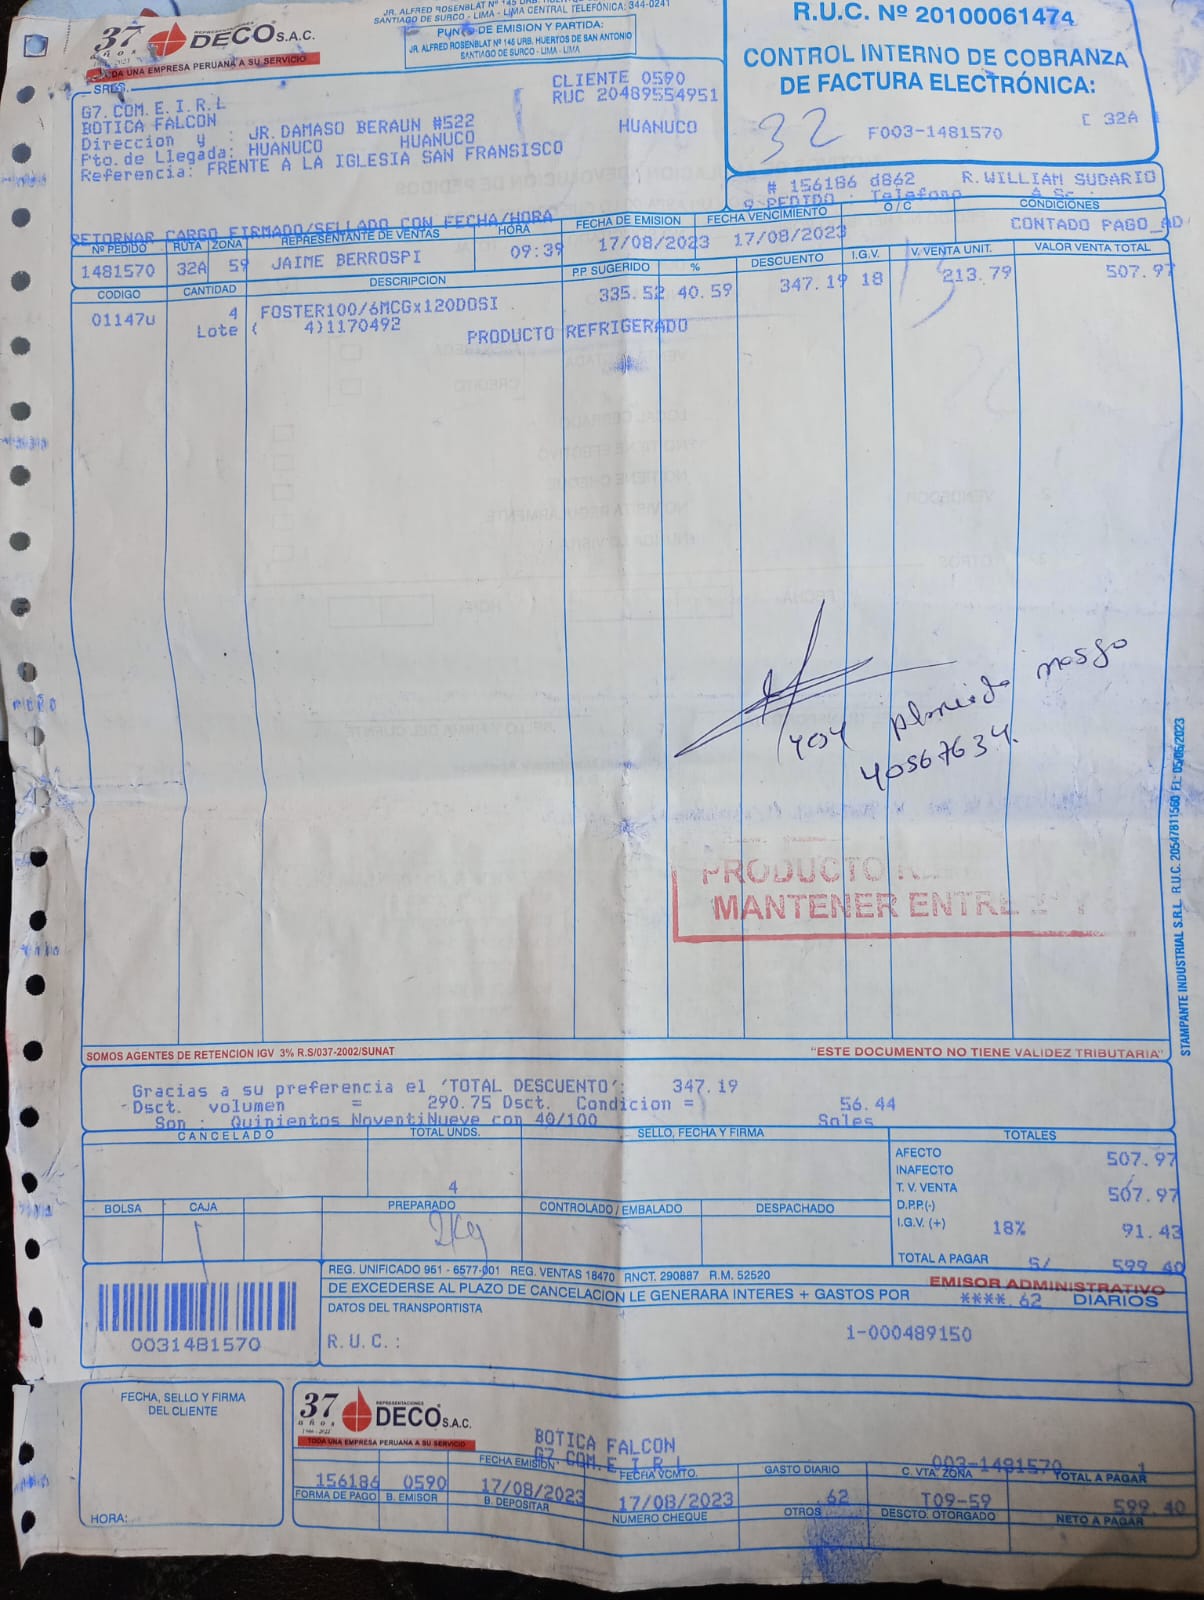 JR. ALFRED ROSENBLAT Nº 145 URB.
SANTIAGO DE SURCO - LIMA - LIMA CENTRAL TELEFÓNICA: 344-0241
37 años
DECO S.A.C.
TODA UNA EMPRESA PERUANA A SU SERVICIO
PUNTO DE EMISION Y PARTIDA:
JR. ALFRED ROSENBLAT Nº 145 URB. HUERTOS DE SAN ANTONIO
SANTIAGO DE SURCO - LIMA - LIMA
R.U.C. Nº 20100061474
CONTROL INTERNO DE COBRANZA
DE FACTURA ELECTRÓNICA:
32
F003-1481570
[ 32A
SRES.
CLIENTE 0590
RUC 20489554951
G7. COM. E. I. R. L
BOTICA FALCON
Direccion y : JR. DAMASO BERAUN #522 HUANUCO
Pto. de Llegada: HUANUCO HUANUCO
Referencia: FRENTE A LA IGLESIA SAN FRANSISCO
# 156186 d862 R. WILLIAM SUDARIO
PEDIDO : Telefono
RETORNAR CARGO FIRMADO/SELLADO CON FECHA/HORA
Nº PEDIDO RUTA ZONA REPRESENTANTE DE VENTAS HORA FECHA DE EMISION FECHA VENCIMIENTO O/C CONDICIONES
1481570 32A 59 JAIME BERROSPI 09:39 17/08/2023 17/08/2023 CONTADO PAGO_AD
CODIGO CANTIDAD DESCRIPCION P.P SUGERIDO % DESCUENTO I.G.V. V. VENTA UNIT. VALOR VENTA TOTAL
01147u 4 FOSTER100/6MCGx120DOSI 335.52 40.59 347.19 18 213.79 507.97
Lote ( 4)1170492
PRODUCTO REFRIGERADO
40567634.
PRODUCTO
MANTENER ENTRE 2º Y 8
STAMPANTE INDUSTRIAL S.R.L. R.U.C. 20547811560 F.I.: 05/06/2023
SOMOS AGENTES DE RETENCION IGV 3% R.S/037-2002/SUNAT
"ESTE DOCUMENTO NO TIENE VALIDEZ TRIBUTARIA"
Gracias a su preferencia el 'TOTAL DESCUENTO': 347.19
Dsct. volumen = 290.75 Dsct. Condicion = 56.44
Son : Quinientos NoventiNueve con 40/100 Soles
CANCELADO TOTAL UNDS. SELLO, FECHA Y FIRMA TOTALES
4
AFECTO 507.97
INAFECTO
T. V. VENTA 507.97
D.P.P.(-)
I.G.V. (+) 18% 91.43
TOTAL A PAGAR S/ 599.40
BOLSA CAJA PREPARADO CONTROLADO / EMBALADO DESPACHADO
REG. UNIFICADO 961 - 6577-001 REG. VENTAS 18470 RNCT. 290887 R.M. 52520
EMISOR ADMINISTRATIVO
DE EXCEDERSE AL PLAZO DE CANCELACION LE GENERARA INTERES + GASTOS POR ****.62 DIARIOS
DATOS DEL TRANSPORTISTA
R. U. C. :
1-000489150
0031481570
FECHA, SELLO Y FIRMA
DEL CLIENTE
HORA:
37 años
REPRESENTACIONES
DECO S.A.C.
TODA UNA EMPRESA PERUANA A SU SERVICIO
BOTICA FALCON
G7. COM. E. I. R. L
003-1481570 1
FECHA EMISION FECHA VCMTO. GASTO DIARIO C. VTA. ZONA TOTAL A PAGAR
156186 0590 17/08/2023 17/08/2023 .62 T09-59 599.40
FORMA DE PAGO B. EMISOR B. DEPOSITAR NUMERO CHEQUE OTROS DESCTO. OTORGADO NETO A PAGAR